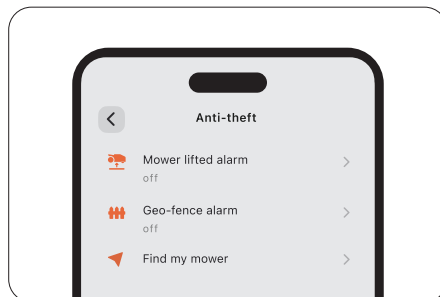 Anti-theft
Mower lifted alarm
off
Geo-fence alarm
off
Find my mower